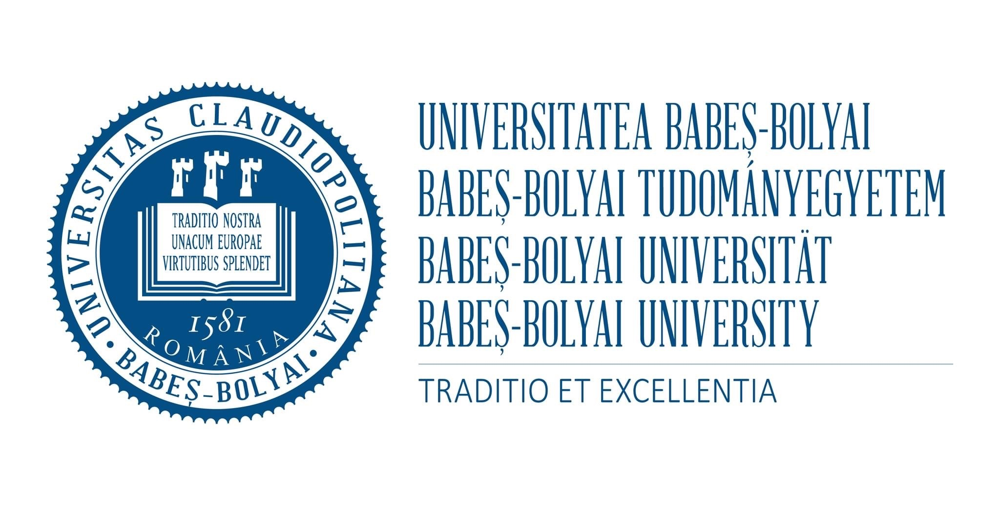 UNIVERSITAS CLAUDIOPOLITANA
• BABEȘ-BOLYAI •
TRADITIO NOSTRA
UNACUM EUROPAE
VIRTUTIBUS SPLENDET
1581
ROMÂNIA
UNIVERSITATEA BABEȘ-BOLYAI
BABEȘ-BOLYAI TUDOMÁNYEGYETEM
BABEȘ-BOLYAI UNIVERSITÄT
BABEȘ-BOLYAI UNIVERSITY
TRADITIO ET EXCELLENTIA